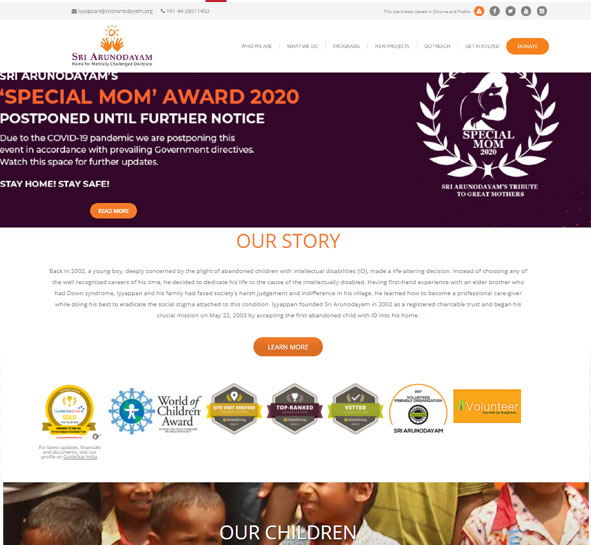 iyyappan@sriarunodayam.org +91-44-26511450
This site is best viewed in Chrome and Firefox.
SRI ARUNODAYAM
Home for Mentally Challenged Destitute
WHO WE ARE WHAT WE DO PROGRAMS NEW PROJECTS OUTREACH GET INVOLVED DONATE
SRI ARUNODAYAM'S
'SPECIAL MOM' AWARD 2020
POSTPONED UNTIL FURTHER NOTICE
Due to the COVID-19 pandemic we are postponing this
event in accordance with prevailing Government directives.
Watch this space for further updates.
STAY HOME! STAY SAFE!
READ MORE
SPECIAL
MOM
2020
SRI ARUNODAYAM'S TRIBUTE
TO GREAT MOTHERS
OUR STORY
Back in 2002, a young boy, deeply concerned by the plight of abandoned children with intellectual disabilities (ID), made a life-altering decision. Instead of choosing any of
the well recognized careers of his time, he decided to dedicate his life to the cause of the intellectually disabled. Having first-hand experience with an elder brother who
had Down syndrome, Iyyappan and his family had faced society's harsh judgement and indifference in his village. He learned how to become a professional care-giver
while doing his best to eradicate the social stigma attached to this condition. Iyyappan founded Sri Arunodayam in 2002 as a registered charitable trust and began his
crucial mission on May 22, 2003 by accepting the first abandoned child with ID into his home.
LEARN MORE
GuideStar India
GOLD
For latest updates, financials
and documents, visit our
profile on GuideStar India
World of
Children
Award
SITE VISIT VERIFIED
TOP-RANKED
VETTED
VOLUNTEER
FRIENDLY ORGANIZATION
SRI ARUNODAYAM
iVolunteer
OUR CHILDREN